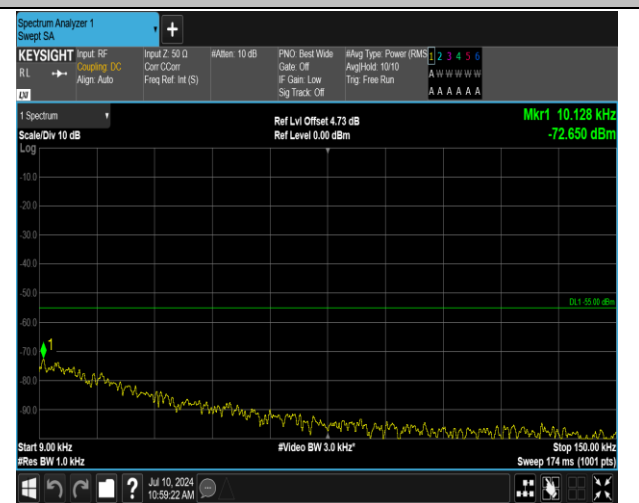 Spectrum Analyzer 1
Swept SA
+
KEYSIGHT Input: RF Input Z: 50 Ω #Atten: 10 dB PNO: Best Wide #Avg Type: Power (RMS 1 2 3 4 5 6
RL Coupling: DC Corr CCorr Gate: Off Avg|Hold: 10/10 A W W W W W
Align: Auto Freq Ref: Int (S) IF Gain: Low Trig: Free Run
LXI Sig Track: Off A A A A A A
1 Spectrum Ref Lvl Offset 4.73 dB Mkr1 10.128 kHz
Scale/Div 10 dB Ref Level 0.00 dBm -72.650 dBm
Log
-10.0
-20.0
-30.0
-40.0
-50.0
DL1 -55.00 dBm
-60.0
1
-70.0
-80.0
-90.0
Start 9.00 kHz #Video BW 3.0 kHz* Stop 150.00 kHz
#Res BW 1.0 kHz Sweep 174 ms (1001 pts)
? Jul 10, 2024
10:59:22 AM